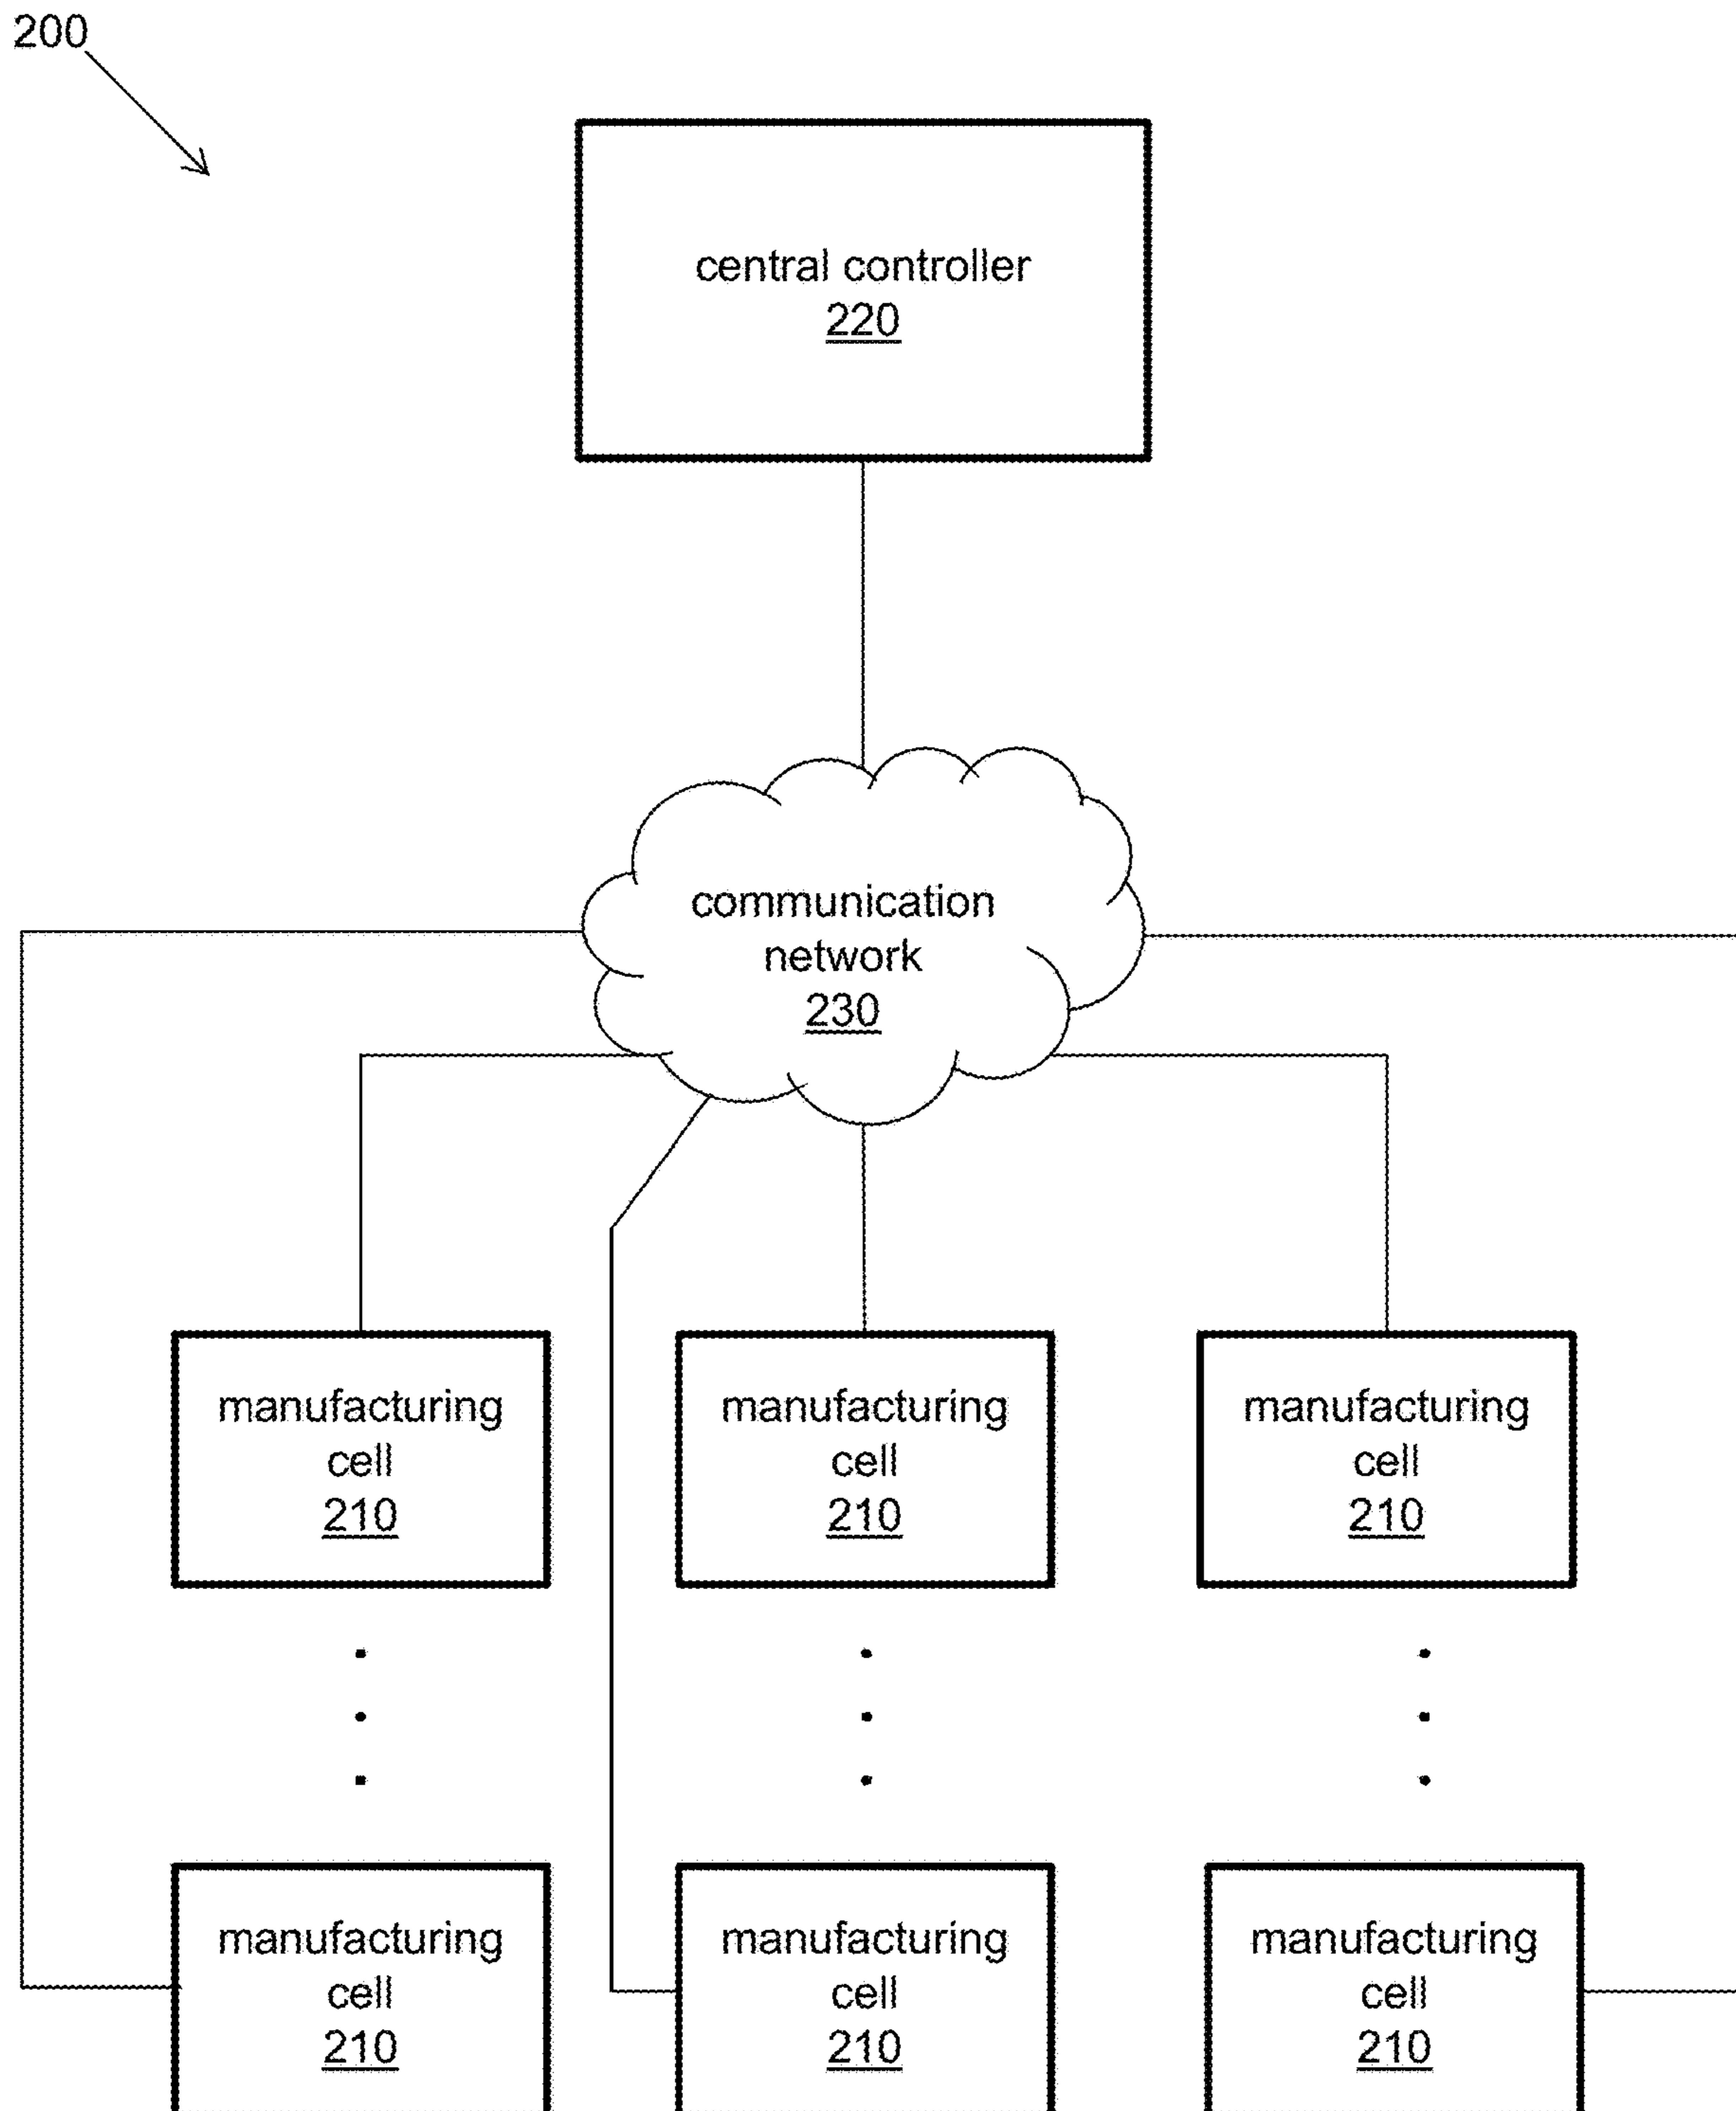 200
central controller
220
communication
network
230
manufacturing
cell
210
manufacturing
cell
210
manufacturing
cell
210
manufacturing
cell
210
manufacturing
cell
210
manufacturing
cell
210